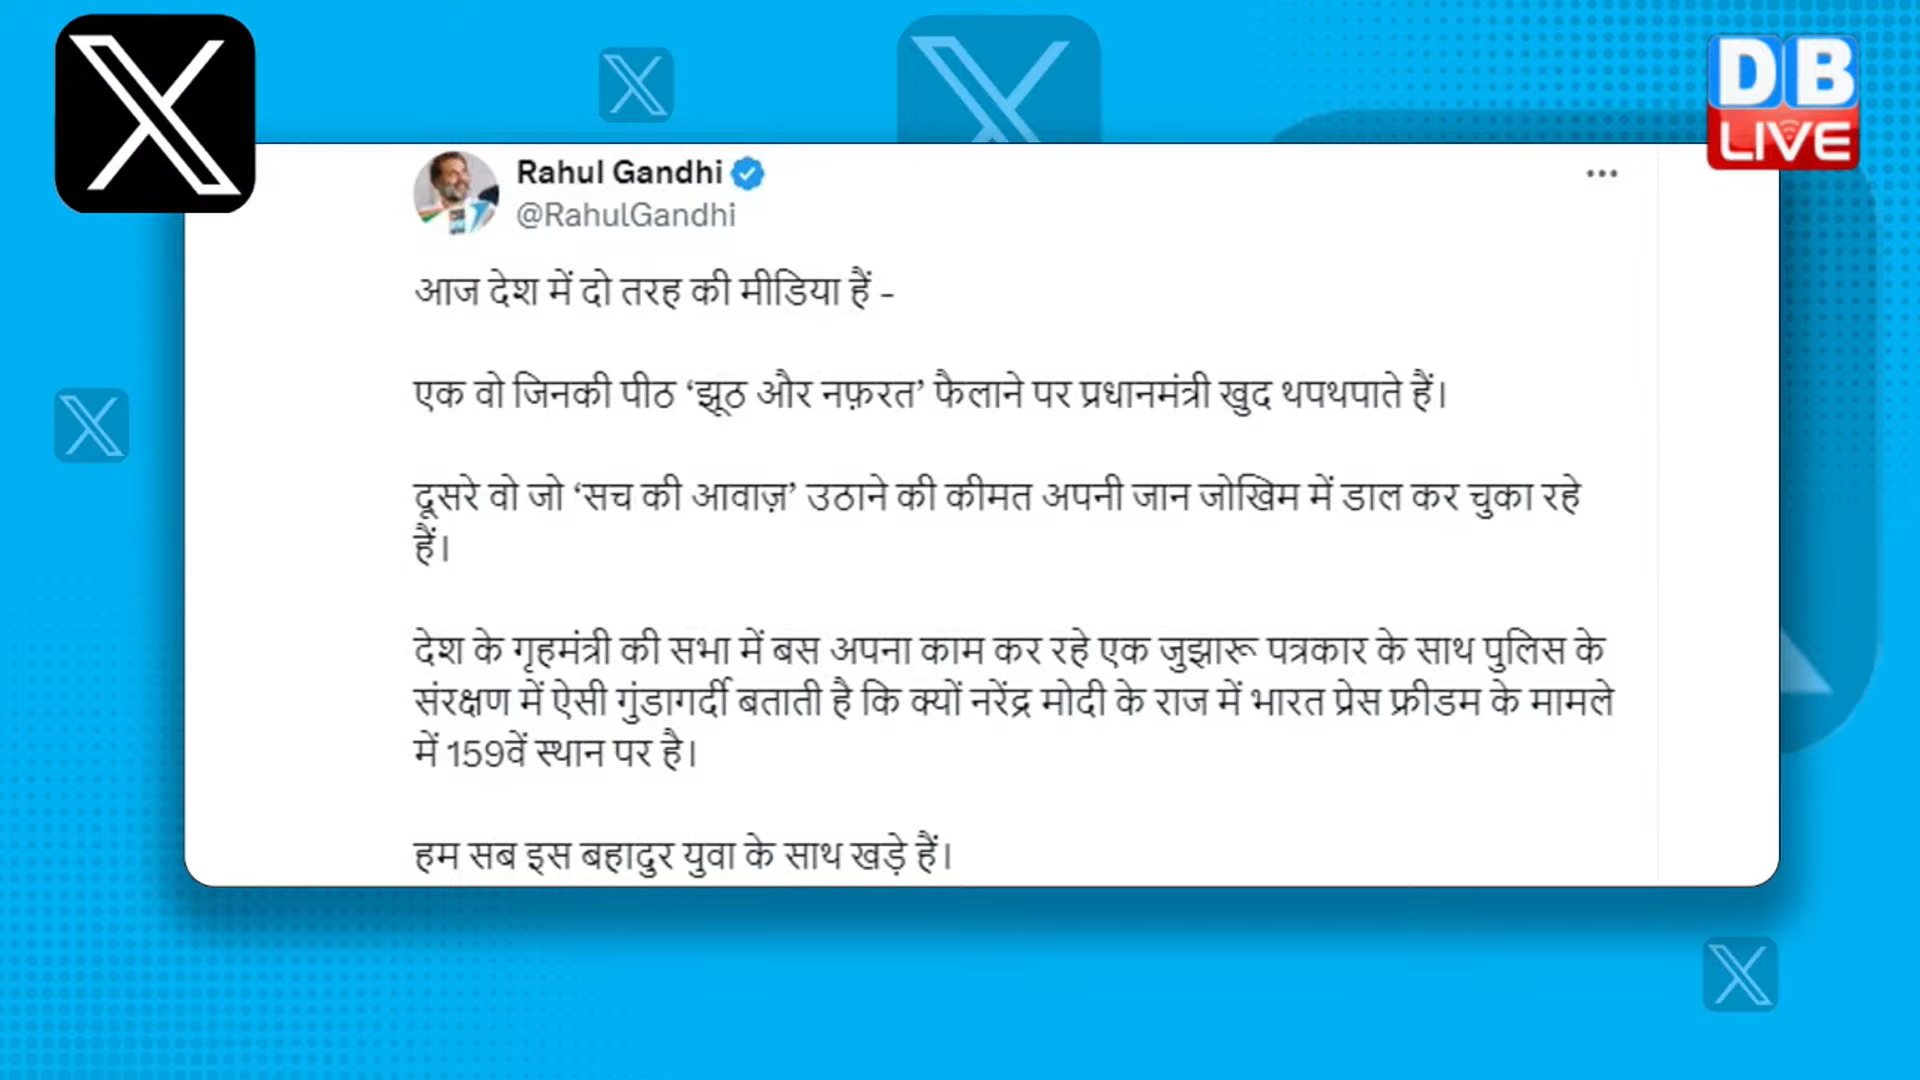 DB
LIVE
Rahul Gandhi
@RahulGandhi
आज देश में दो तरह की मीडिया हैं -
एक वो जिनकी पीठ ‘झूठ और नफ़रत’ फैलाने पर प्रधानमंत्री खुद थपथपाते हैं।
दूसरे वो जो ‘सच की आवाज़’ उठाने की कीमत अपनी जान जोखिम में डाल कर चुका रहे
हैं।
देश के गृहमंत्री की सभा में बस अपना काम कर रहे एक जुझारू पत्रकार के साथ पुलिस के
संरक्षण में ऐसी गुंडागर्दी बताती है कि क्यों नरेंद्र मोदी के राज में भारत प्रेस फ्रीडम के मामले
में 159वें स्थान पर है।
हम सब इस बहादुर युवा के साथ खड़े हैं।